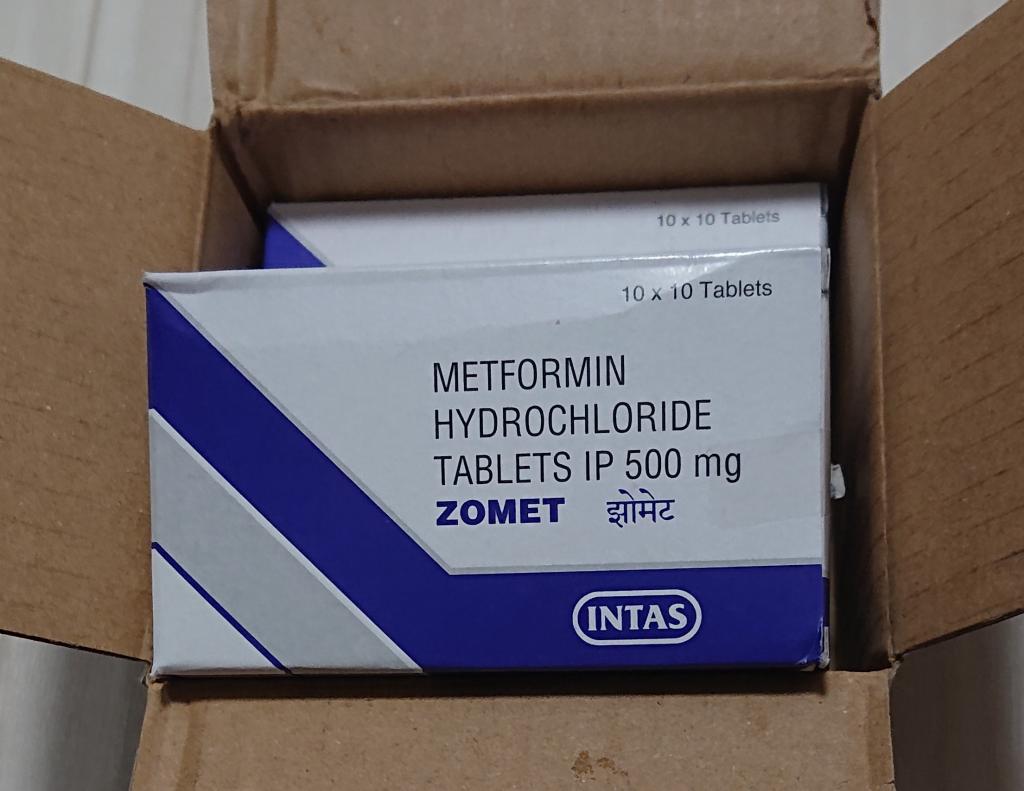 10 x 10 Tablets
10 x 10 Tablets
METFORMIN
HYDROCHLORIDE
TABLETS IP 500 mg
ZOMET झोमेट
INTAS